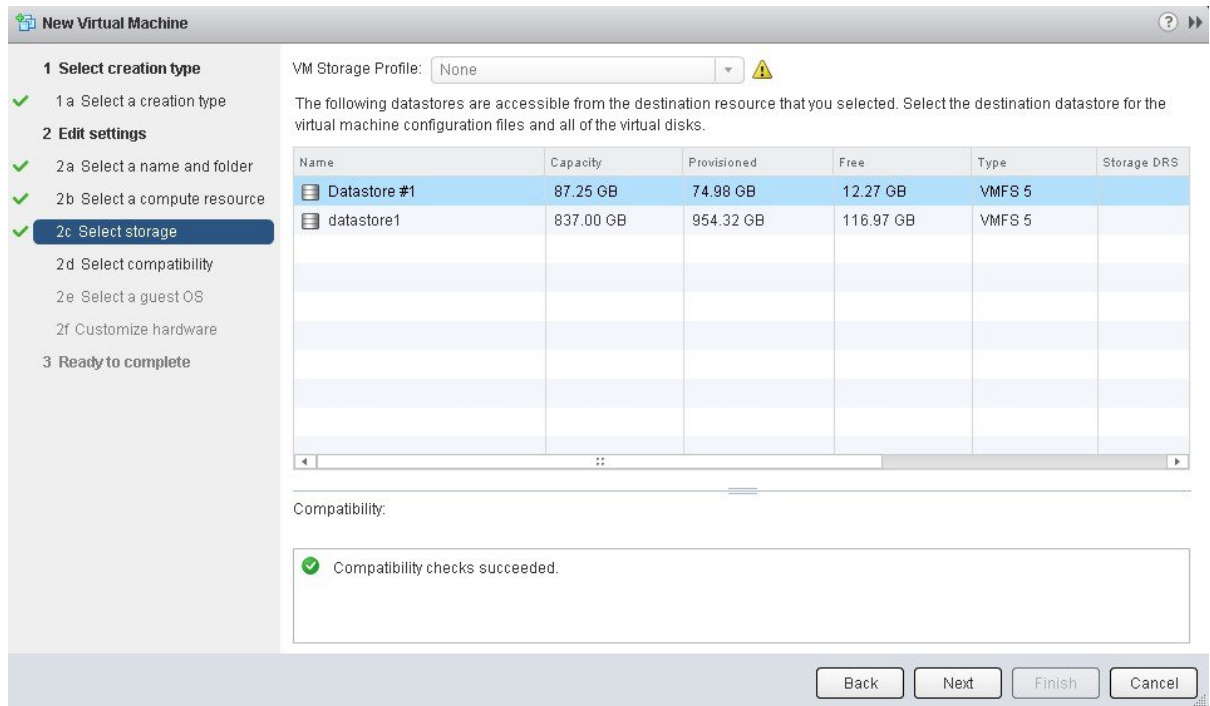 New Virtual Machine
1 Select creation type
1a Select a creation type
2 Edit settings
2a Select a name and folder
2b Select a compute resource
2c Select storage
2d Select compatibility
2e Select a guest OS
2f Customize hardware
3 Ready to complete
VM Storage Profile: None
The following datastores are accessible from the destination resource that you selected. Select the destination datastore for the
virtual machine configuration files and all of the virtual disks.
Name Capacity Provisioned Free Type Storage DRS
Datastore #1 87.25 GB 74.98 GB 12.27 GB VMFS 5
datastore1 837.00 GB 954.32 GB 116.97 GB VMFS 5
Compatibility:
Compatibility checks succeeded.
Back Next Finish Cancel